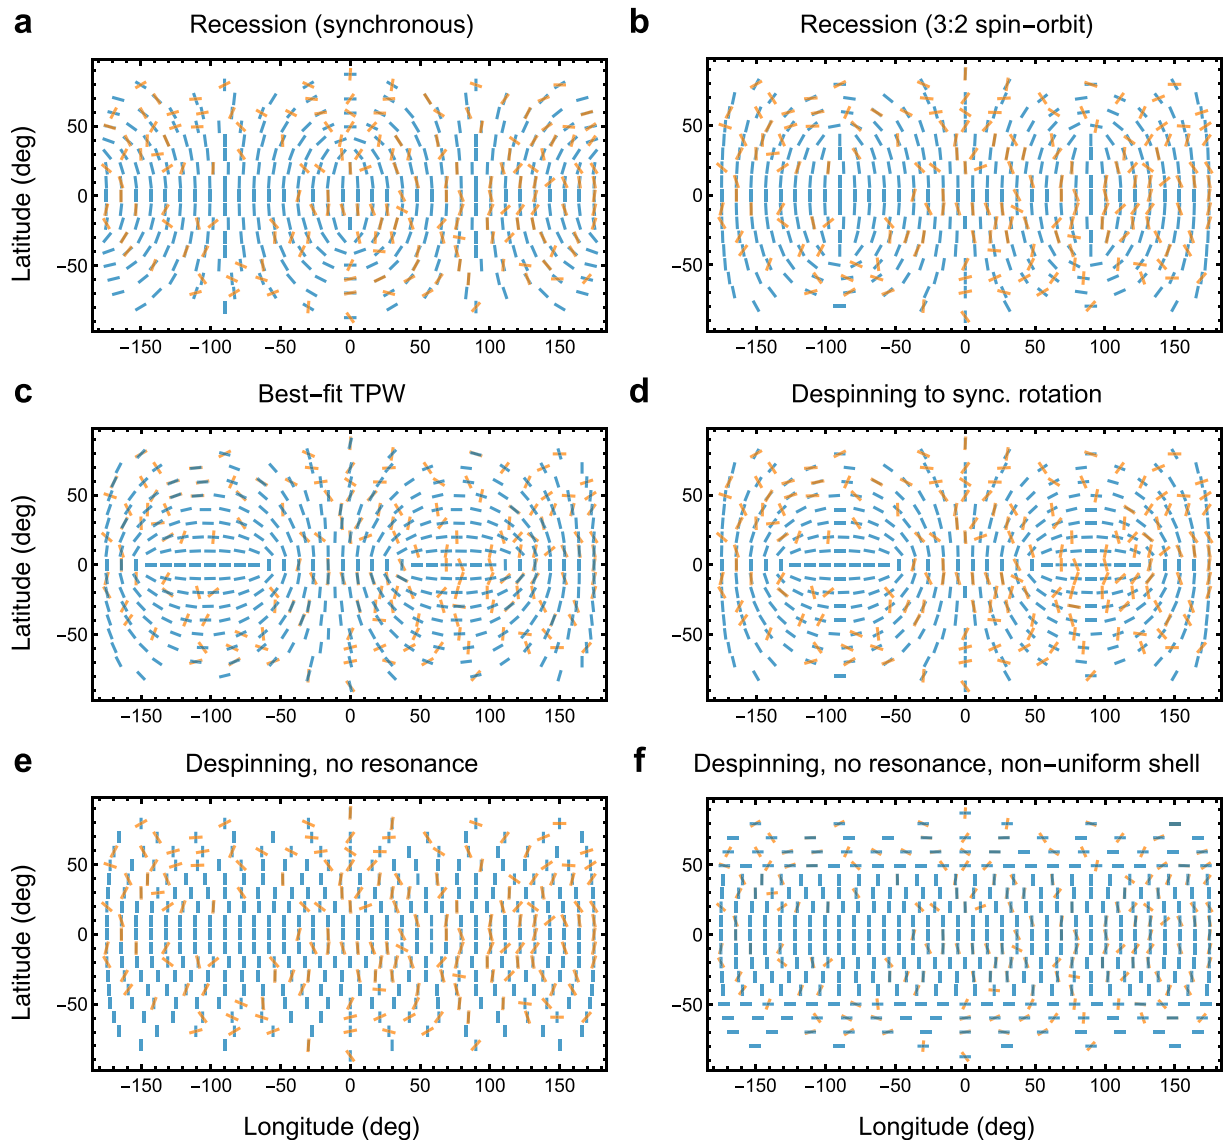 a Recession (synchronous)
b Recession (3:2 spin−orbit)
Latitude (deg)
50
0
−50
−150 −100 −50 0 50 100 150
50
0
−50
−150 −100 −50 0 50 100 150
c Best−fit TPW
d Despinning to sync. rotation
Latitude (deg)
50
0
−50
−150 −100 −50 0 50 100 150
50
0
−50
−150 −100 −50 0 50 100 150
e Despinning, no resonance
f Despinning, no resonance, non−uniform shell
Latitude (deg)
50
0
−50
−150 −100 −50 0 50 100 150
Longitude (deg)
50
0
−50
−150 −100 −50 0 50 100 150
Longitude (deg)